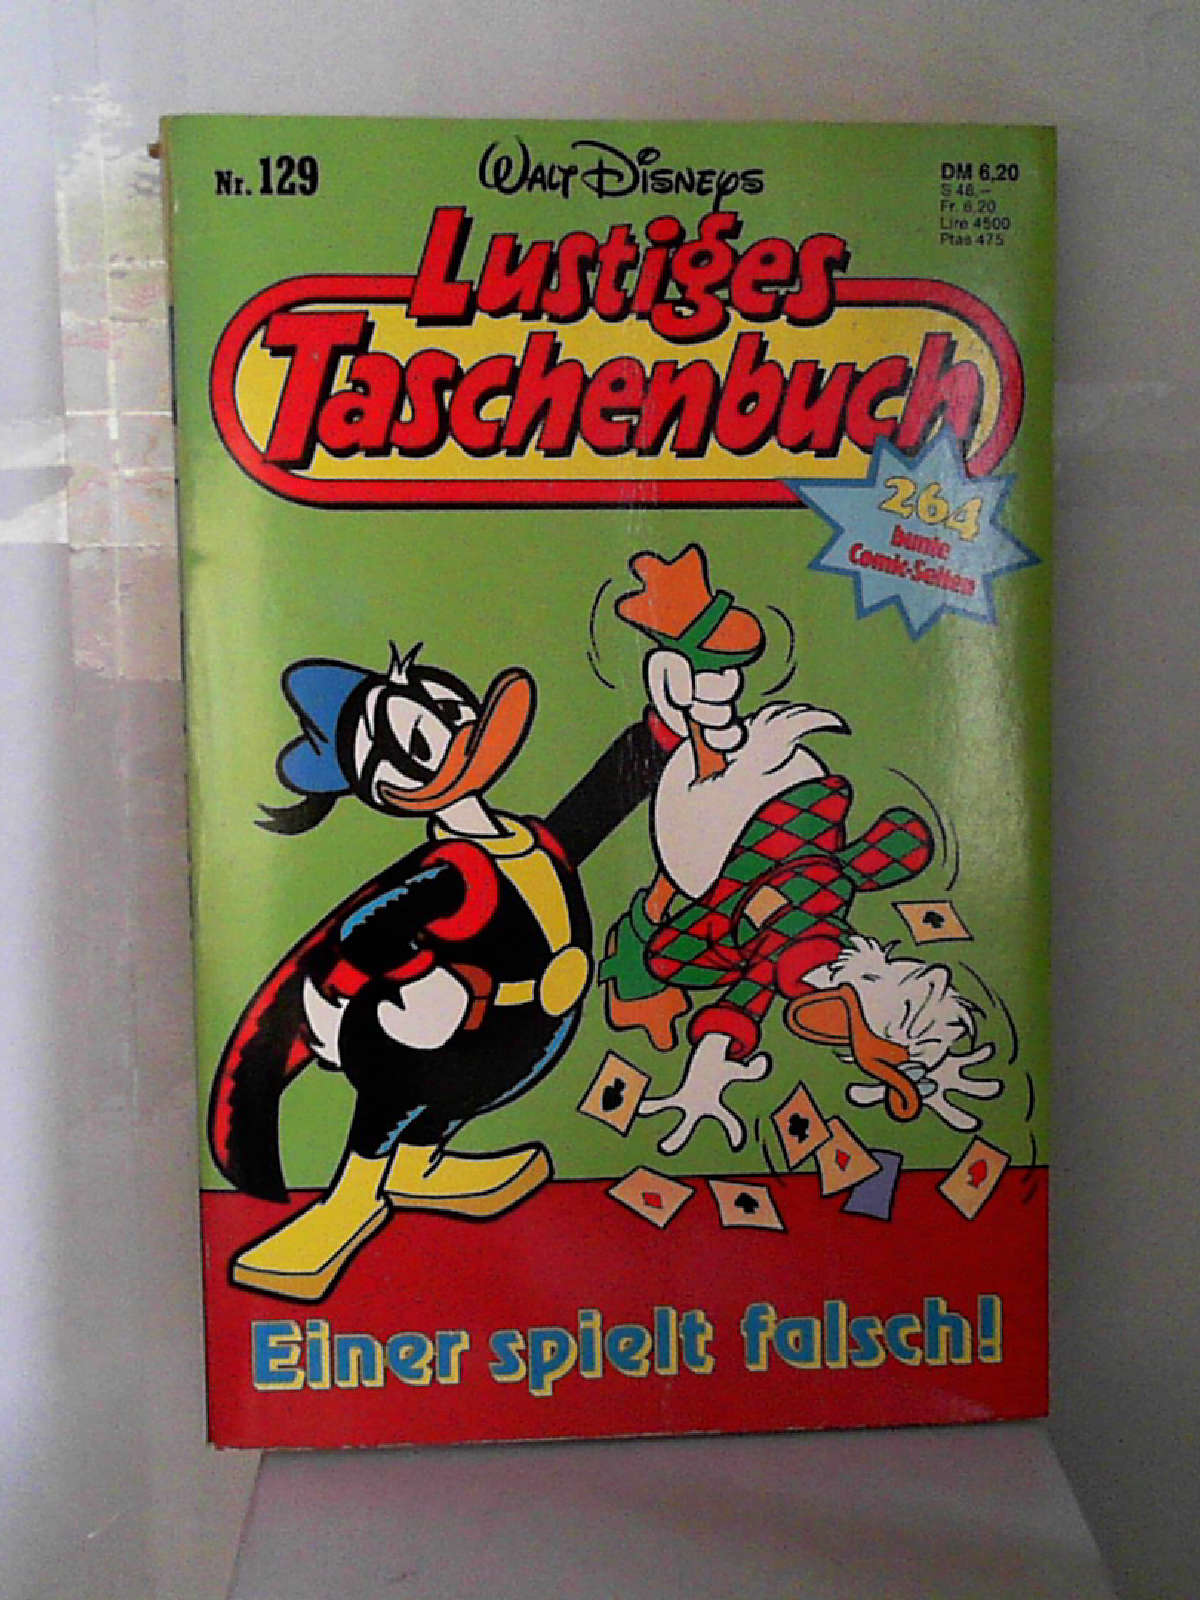 Nr. 129
WALT DISNEYS
DM 6,20
S 48,–
Fr. 6,20
Lire 4500
Ptas 475
Lustiges
Taschenbuch
264
bunte
Comic-Seiten
Einer spielt falsch!